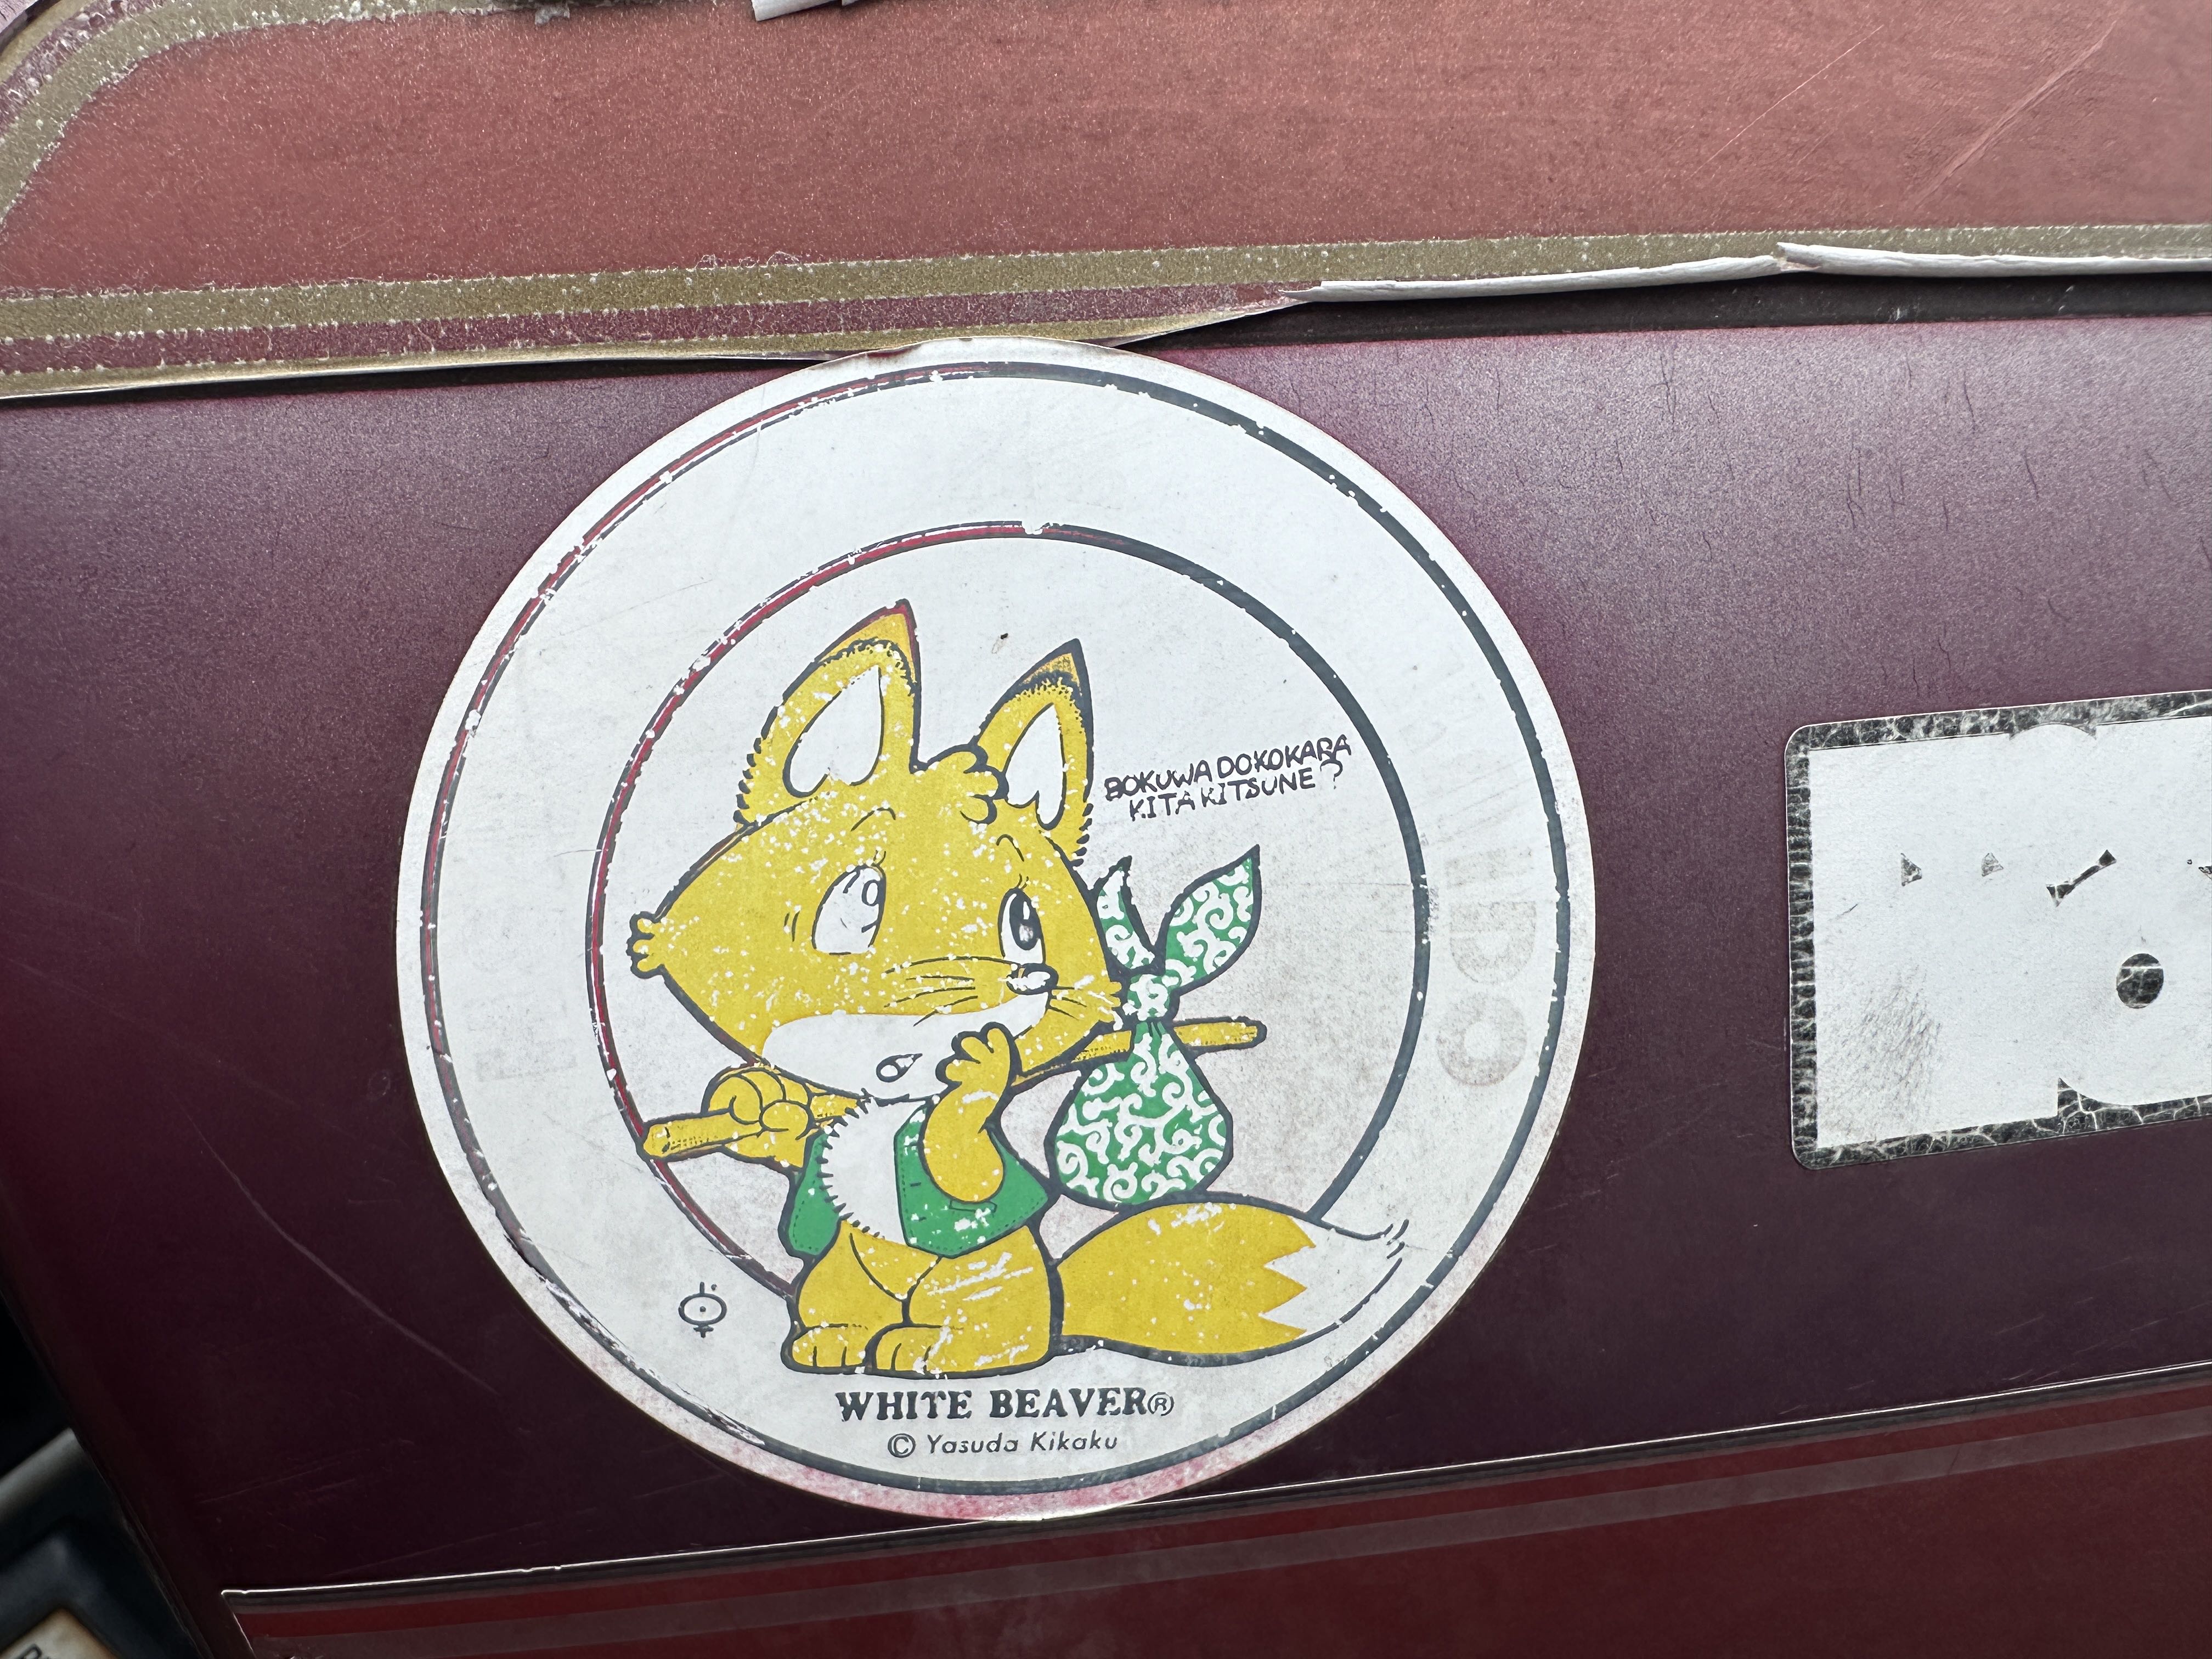 BOKUWA DOKOKARA
KITA KITSUNE?
WHITE BEAVER®
© Yasuda Kikaku